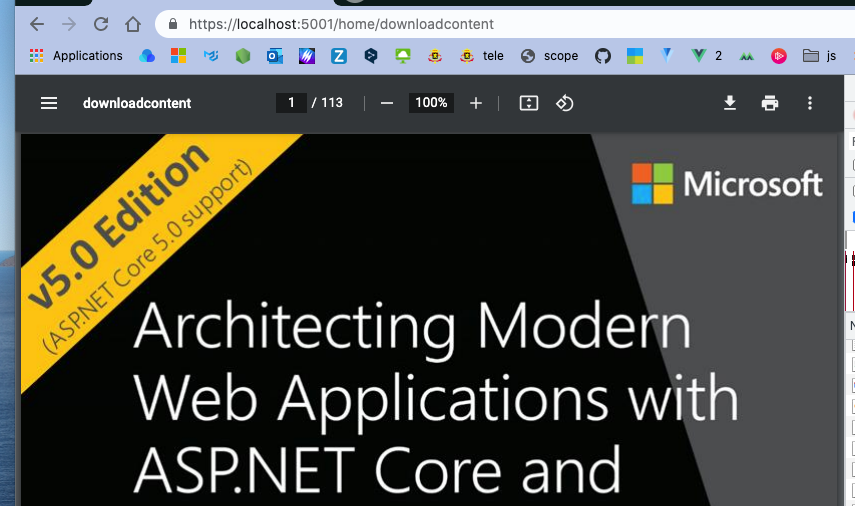 https://localhost:5001/home/downloadcontent
Applications
tele
scope
2
js
downloadcontent
1 / 113
100%
Microsoft
v5.0 Edition
(ASP.NET Core 5.0 support)
Architecting Modern
Web Applications with
ASP.NET Core and